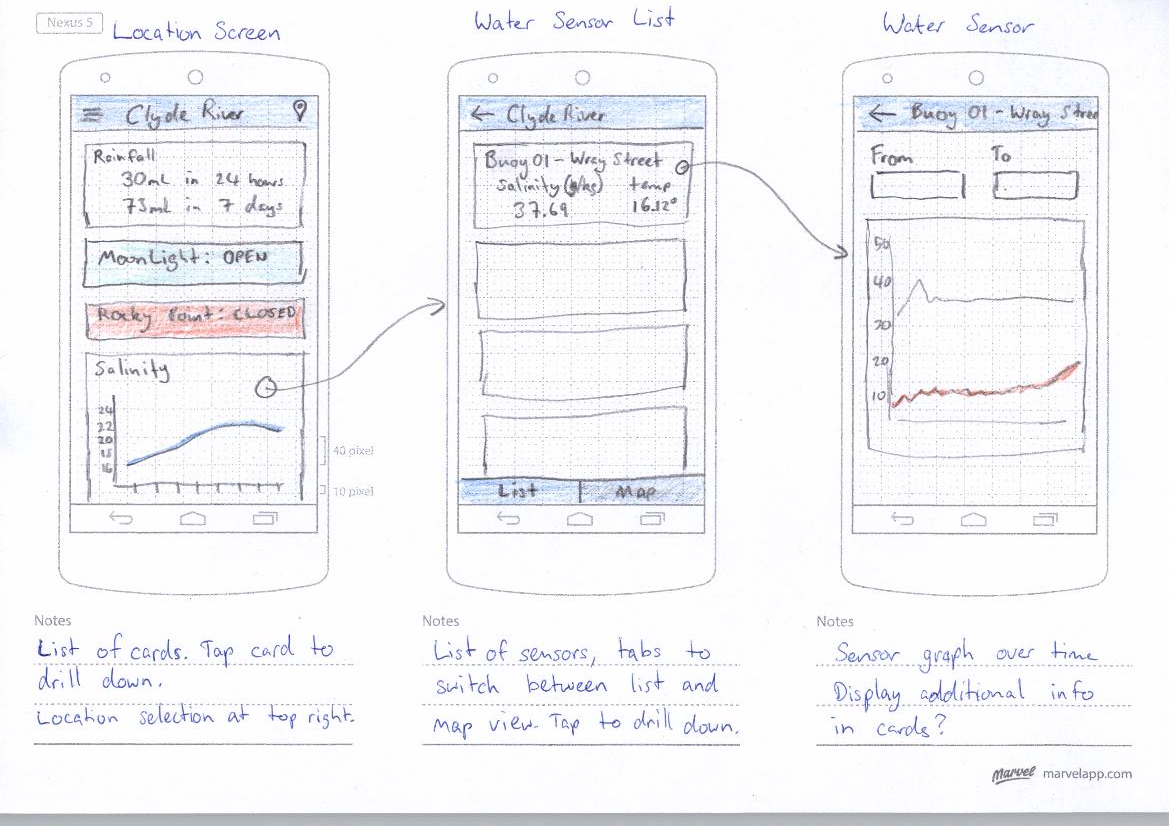 Nexus 5
Location Screen
Clyde River
Rainfall
30mL in 24 hours
73mL in 7 days
MoonLight: OPEN
Rocky Point: CLOSED
Salinity
24
22
20
18
16
40 pixel
10 pixel
Notes
List of cards. Tap card to
drill down.
Location selection at top right.
Water Sensor List
Clyde River
Buoy 01 - Wray Street
Salinity (g/kg) temp
37.69 16.12°
List Map
Notes
List of sensors, tabs to
switch between list and
map view. Tap to drill down.
Water Sensor
Buoy 01 - Wray Stree
From To
50
40
30
20
10
Notes
Sensor graph over time
Display additional info
in cards?
Marvel marvelapp.com